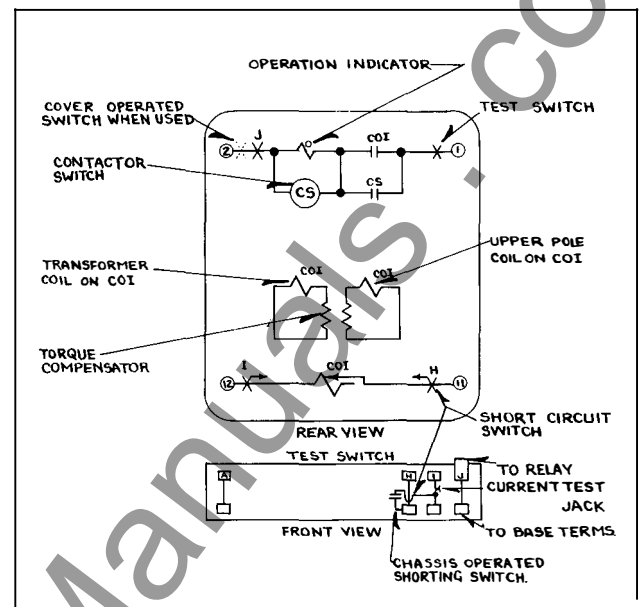 OPERATION INDICATOR
COVER OPERATED
SWITCH WHEN USED
TEST SWITCH
J
COI
2
1
CONTACTOR
SWITCH
CS
CS
TRANSFORMER
COIL ON COI
COI
COI
UPPER POLE
COIL ON COI
TORQUE
COMPENSATOR
I
COI
H
12
11
SHORT CIRCUIT
SWITCH
REAR VIEW
TEST SWITCH
A
H
I
J
TO RELAY
CURRENT TEST
JACK
FRONT VIEW
TO BASE TERMS.
CHASSIS OPERATED
SHORTING SWITCH.
Manuals.co